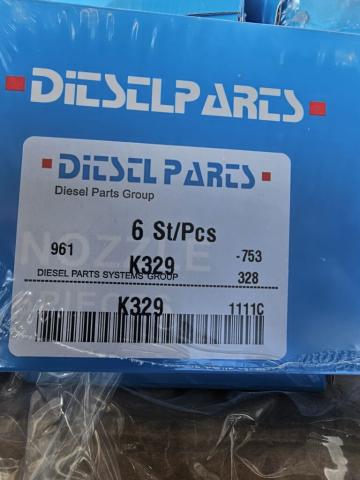 DiESELPARTS
DiESEL PARTS
Diesel Parts Group
6 St/Pcs
961 -753
NOZZLE
K329
DIESEL PARTS SYSTEMS GROUP 328
K329 1111C